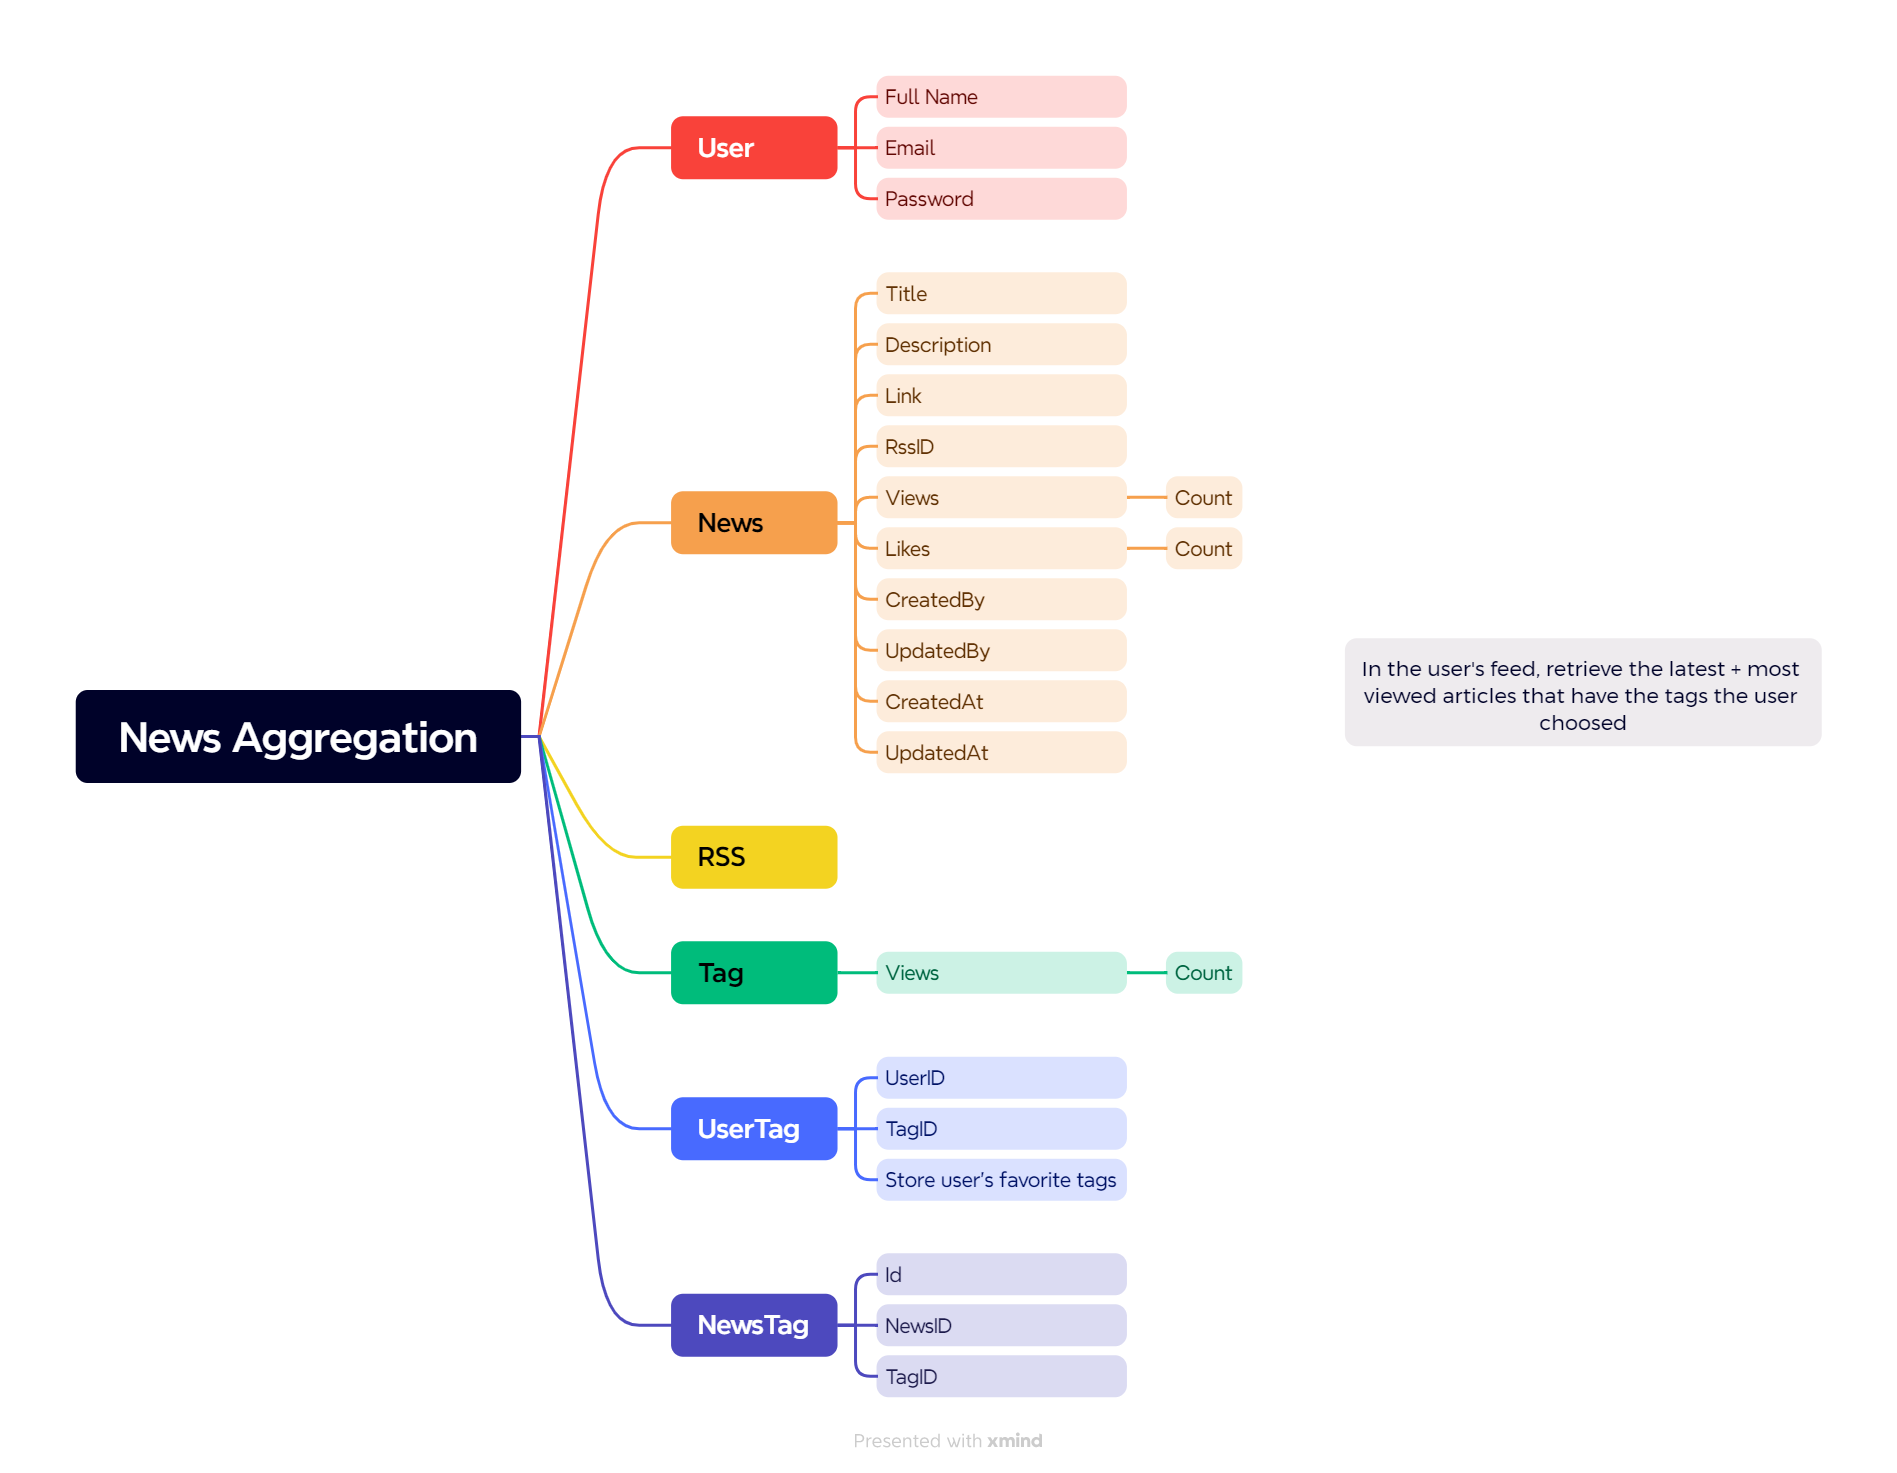 News Aggregation
User
Full Name
Email
Password
News
Title
Description
Link
RssID
Views
Count
Likes
Count
CreatedBy
UpdatedBy
CreatedAt
UpdatedAt
RSS
Tag
Views
Count
UserTag
UserID
TagID
Store user's favorite tags
NewsTag
Id
NewsID
TagID
In the user's feed, retrieve the latest + most
viewed articles that have the tags the user
choosed
Presented with xmind